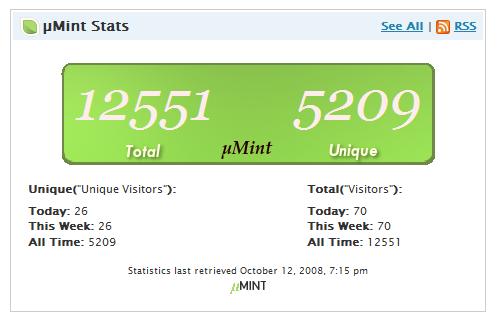 µMint Stats See All | RSS
12551 5209
Total µMint Unique
Unique("Unique Visitors"): Total("Visitors"):
Today: 26 Today: 70
This Week: 26 This Week: 70
All Time: 5209 All Time: 12551
Statistics last retrieved October 12, 2008, 7:15 pm
µMINT